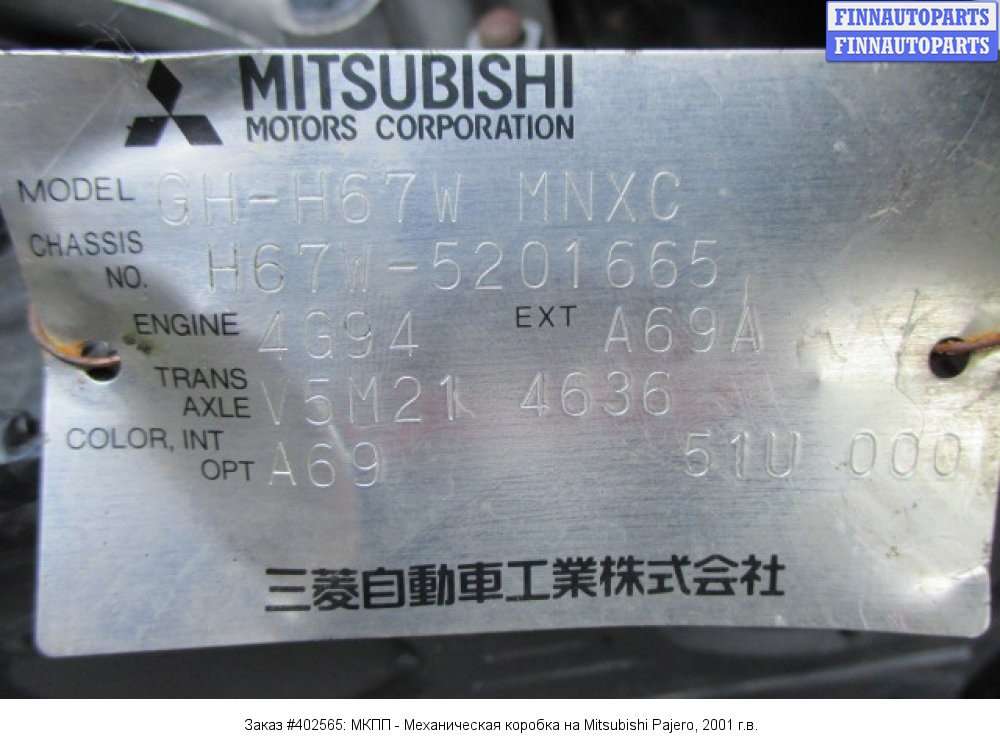 FINNAUTOPARTS
FINNAUTOPARTS
MITSUBISHI
MOTORS CORPORATION
MODEL GH-H67W MNXC
CHASSIS NO. H67W-5201665
ENGINE 4G94 EXT A69A
TRANS AXLE V5M21 4636
COLOR, INT OPT A69 51U 000
三菱自動車工業株式会社
Заказ #402565: МКПП - Механическая коробка на Mitsubishi Pajero, 2001 г.в.